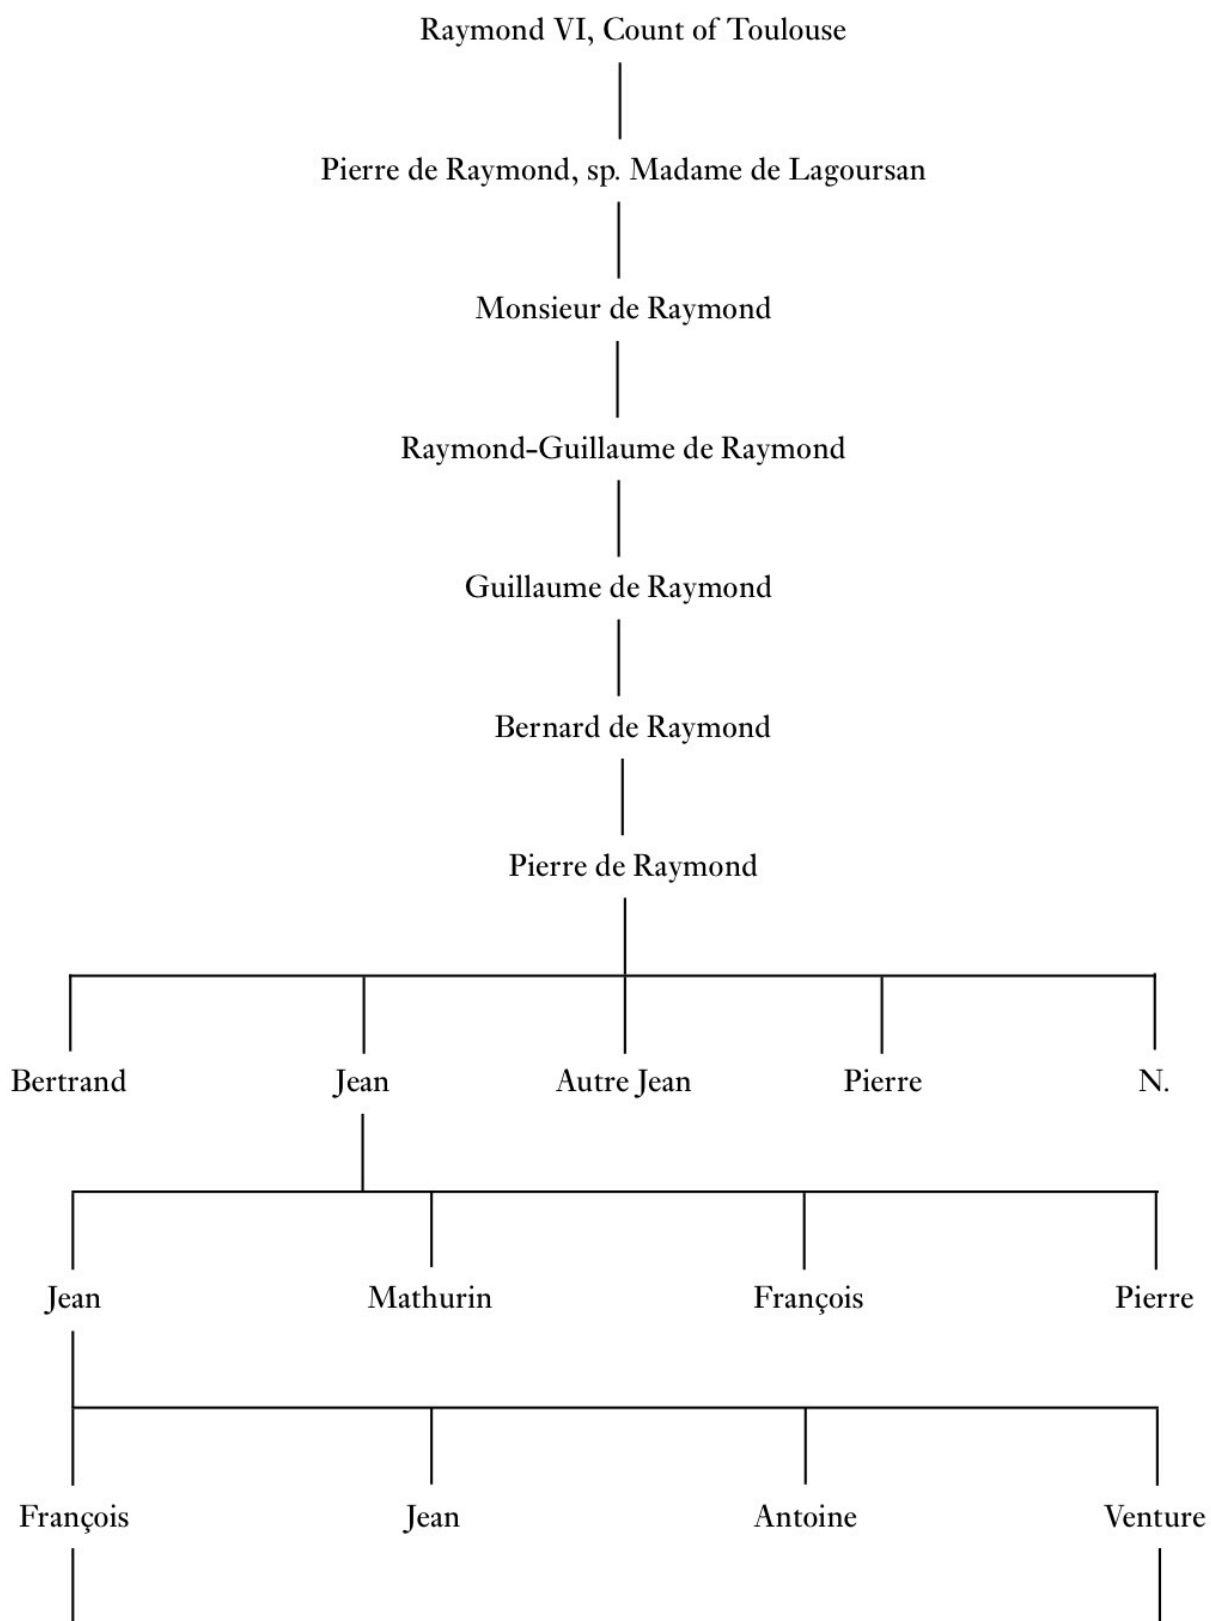 Raymond VI, Count of Toulouse
Pierre de Raymond, sp. Madame de Lagoursan
Monsieur de Raymond
Raymond-Guillaume de Raymond
Guillaume de Raymond
Bernard de Raymond
Pierre de Raymond
Bertrand Jean Autre Jean Pierre N.
Jean Mathurin François Pierre
François Jean Antoine Venture